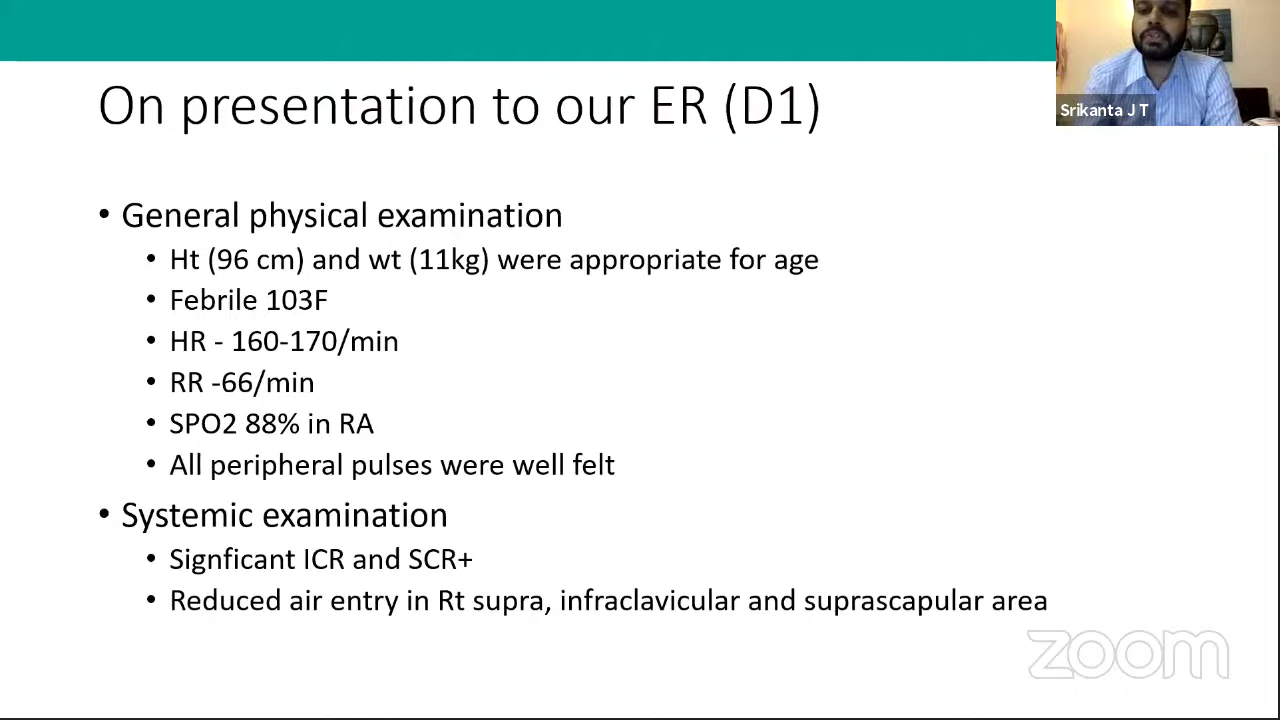 On presentation to our ER (D1)
Srikanta J T
• General physical examination
• Ht (96 cm) and wt (11kg) were appropriate for age
• Febrile 103F
• HR - 160-170/min
• RR -66/min
• SPO2 88% in RA
• All peripheral pulses were well felt
• Systemic examination
• Signficant ICR and SCR+
• Reduced air entry in Rt supra, infraclavicular and suprascapular area
zoom